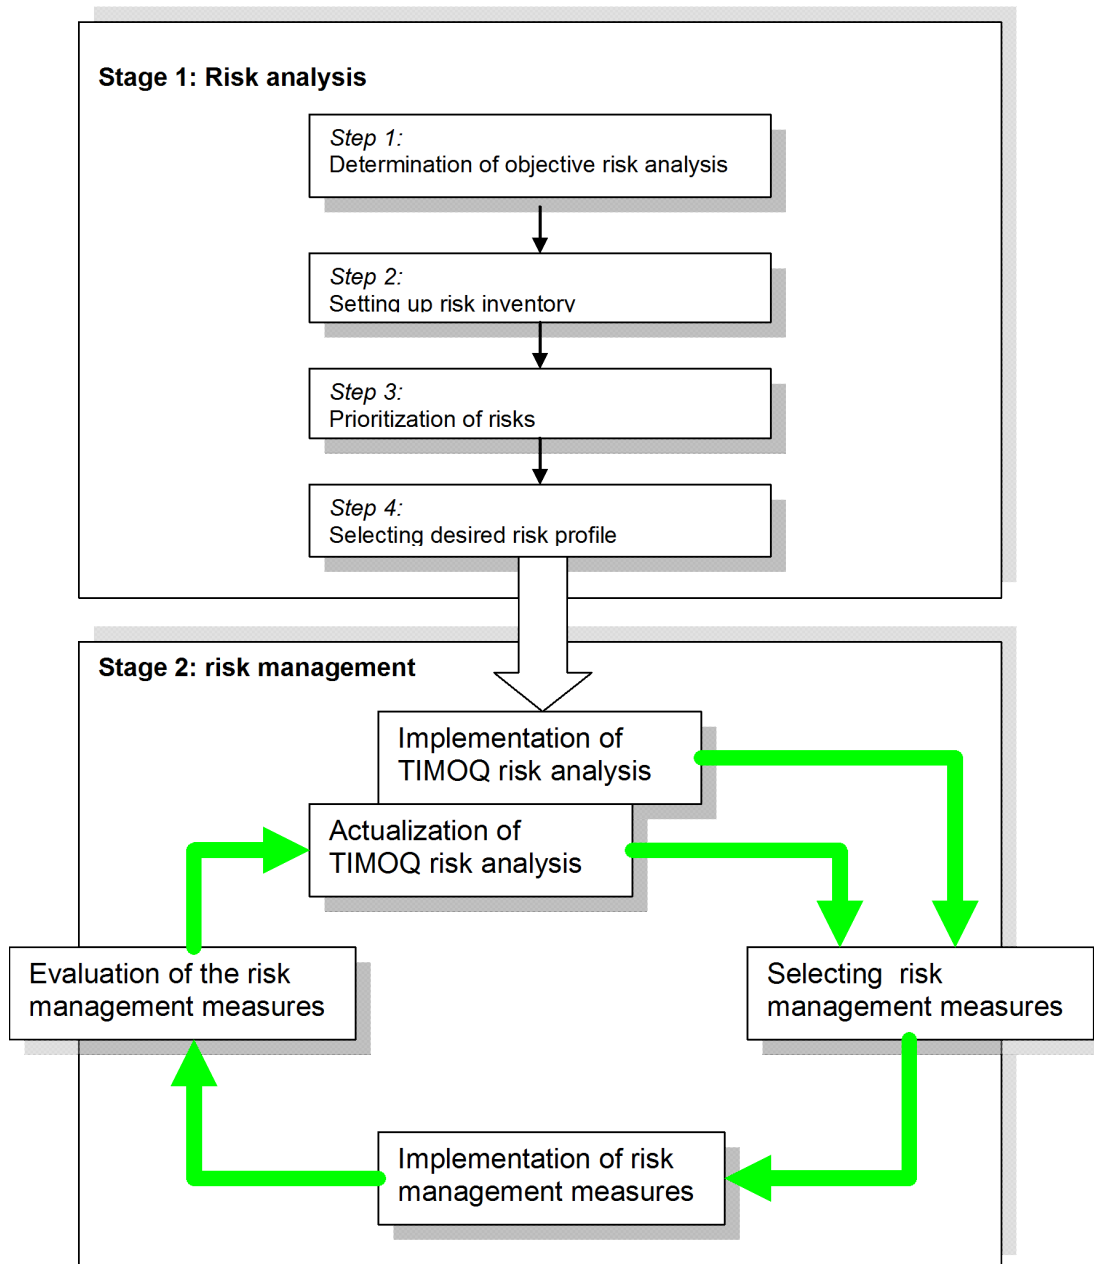 Stage 1: Risk analysis
Step 1:
Determination of objective risk analysis
Step 2:
Setting up risk inventory
Step 3:
Prioritization of risks
Step 4:
Selecting desired risk profile
Stage 2: risk management
Implementation of
TIMOQ risk analysis
Actualization of
TIMOQ risk analysis
Evaluation of the risk
management measures
Selecting risk
management measures
Implementation of risk
management measures